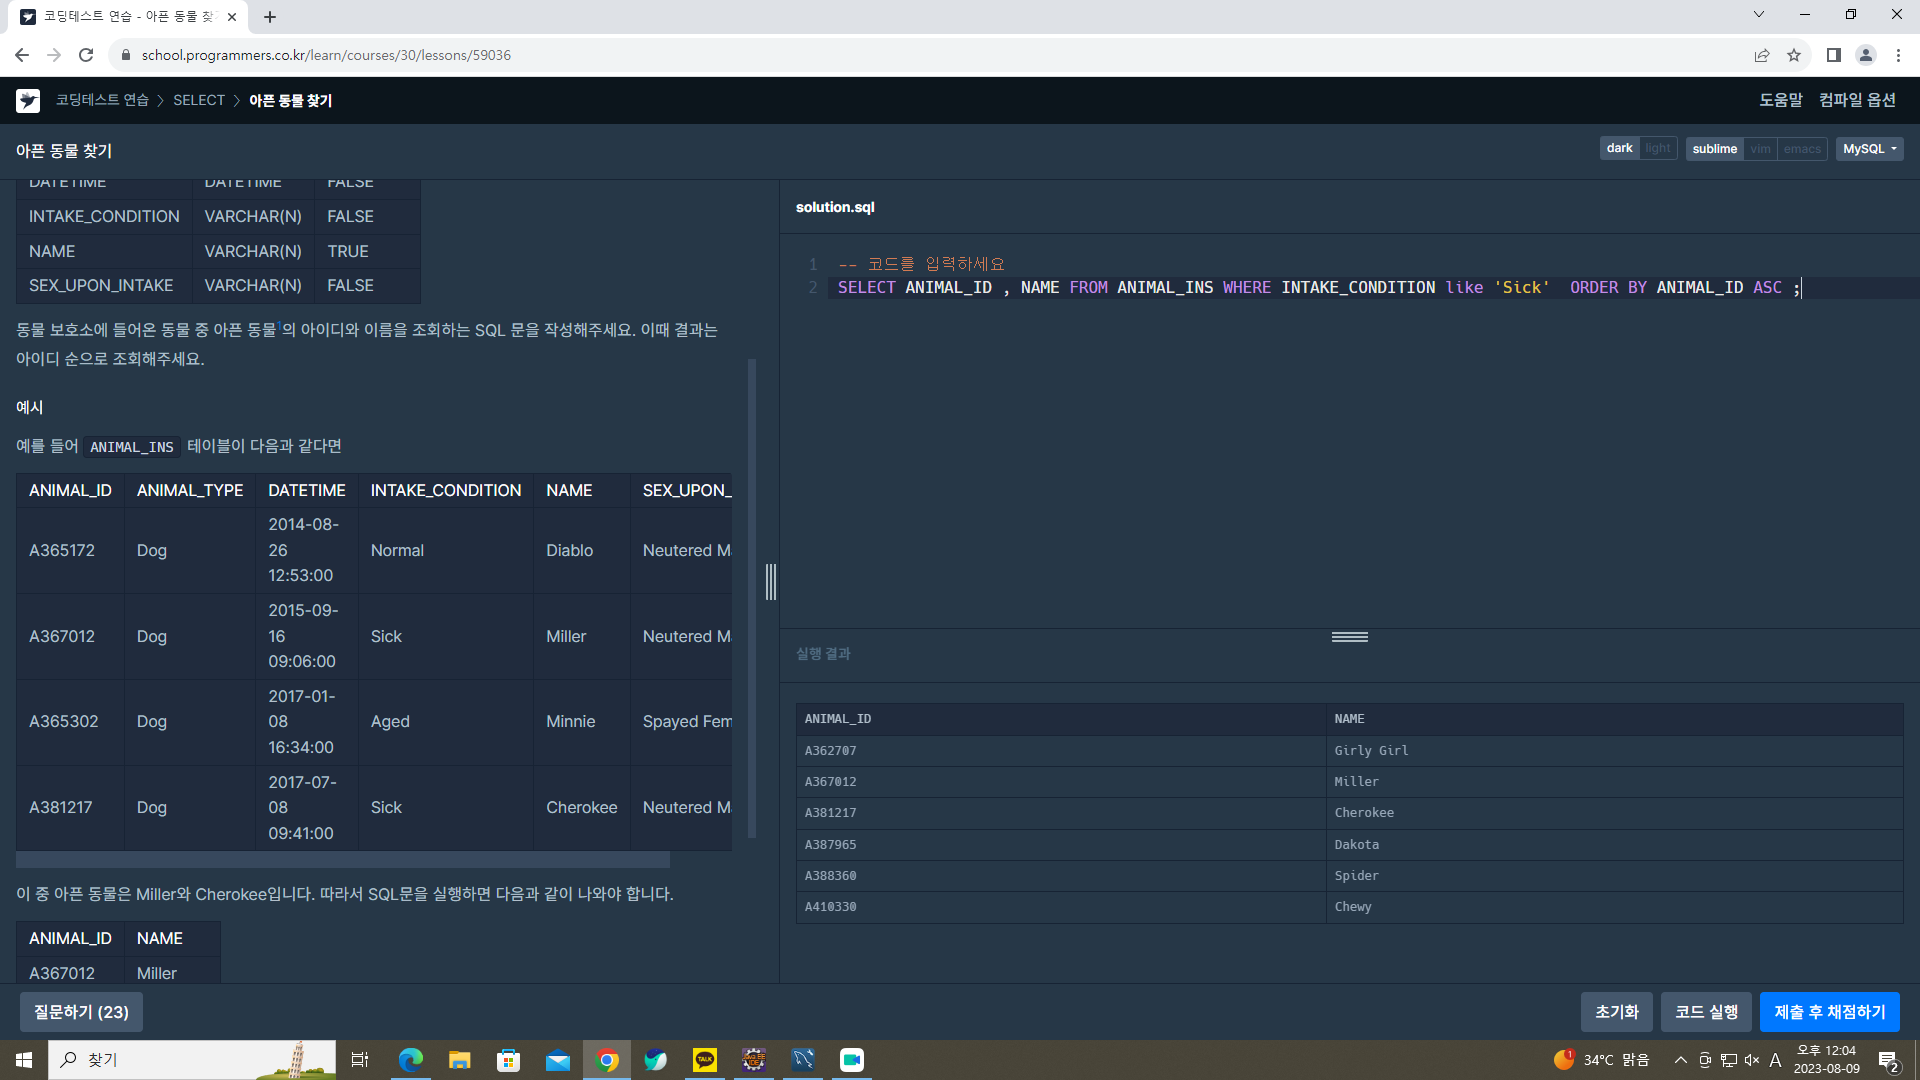 코딩테스트 연습 - 아픈 동물 찾기
school.programmers.co.kr/learn/courses/30/lessons/59036
코딩테스트 연습 > SELECT > 아픈 동물 찾기
도움말 컴파일 옵션
아픈 동물 찾기
dark light sublime vim emacs MySQL
DATETIME DATETIME FALSE
INTAKE_CONDITION VARCHAR(N) FALSE
NAME VARCHAR(N) TRUE
SEX_UPON_INTAKE VARCHAR(N) FALSE
동물 보호소에 들어온 동물 중 아픈 동물1의 아이디와 이름을 조회하는 SQL 문을 작성해주세요. 이때 결과는
아이디 순으로 조회해주세요.
예시
예를 들어 ANIMAL_INS 테이블이 다음과 같다면
ANIMAL_ID ANIMAL_TYPE DATETIME INTAKE_CONDITION NAME SEX_UPON_
A365172 Dog 2014-08-26 12:53:00 Normal Diablo Neutered Ma
A367012 Dog 2015-09-16 09:06:00 Sick Miller Neutered Ma
A365302 Dog 2017-01-08 16:34:00 Aged Minnie Spayed Fem
A381217 Dog 2017-07-08 09:41:00 Sick Cherokee Neutered Ma
이 중 아픈 동물은 Miller와 Cherokee입니다. 따라서 SQL문을 실행하면 다음과 같이 나와야 합니다.
ANIMAL_ID NAME
A367012 Miller
solution.sql
1 -- 코드를 입력하세요
2 SELECT ANIMAL_ID , NAME FROM ANIMAL_INS WHERE INTAKE_CONDITION like 'Sick'  ORDER BY ANIMAL_ID ASC ;
실행 결과
ANIMAL_ID NAME
A362707 Girly Girl
A367012 Miller
A381217 Cherokee
A387965 Dakota
A388360 Spider
A410330 Chewy
질문하기 (23)
초기화 코드 실행 제출 후 채점하기
찾기
TALK
1
34°C 맑음
A
오후 12:04
2023-08-09
2